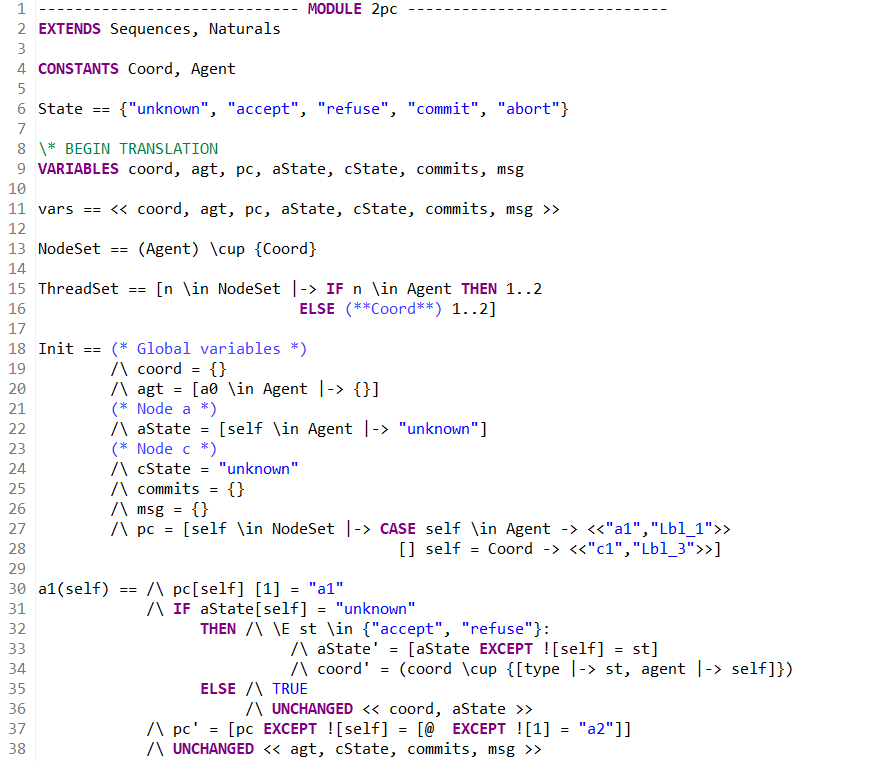 1 ----------------------------- MODULE 2pc -----------------------------
2 EXTENDS Sequences, Naturals
3
4 CONSTANTS Coord, Agent
5
6 State == {"unknown", "accept", "refuse", "commit", "abort"}
7
8 \* BEGIN TRANSLATION
9 VARIABLES coord, agt, pc, aState, cState, commits, msg
10
11 vars == << coord, agt, pc, aState, cState, commits, msg >>
12
13 NodeSet == (Agent) \cup {Coord}
14
15 ThreadSet == [n \in NodeSet |-> IF n \in Agent THEN 1..2
16                              ELSE (**Coord**) 1..2]
17
18 Init == (* Global variables *)
19         /\ coord = {}
20         /\ agt = [a0 \in Agent |-> {}]
21         (* Node a *)
22         /\ aState = [self \in Agent |-> "unknown"]
23         (* Node c *)
24         /\ cState = "unknown"
25         /\ commits = {}
26         /\ msg = {}
27         /\ pc = [self \in NodeSet |-> CASE self \in Agent -> <<"a1","Lbl_1">>
28                                         [] self = Coord -> <<"c1","Lbl_3">>]
29
30 a1(self) == /\ pc[self] [1] = "a1"
31             /\ IF aState[self] = "unknown"
32                   THEN /\ \E st \in {"accept", "refuse"}:
33                             /\ aState' = [aState EXCEPT ![self] = st]
34                             /\ coord' = (coord \cup {[type |-> st, agent |-> self]})
35                   ELSE /\ TRUE
36                        /\ UNCHANGED << coord, aState >>
37             /\ pc' = [pc EXCEPT ![self] = [@  EXCEPT ![1] = "a2"]]
38             /\ UNCHANGED << agt, cState, commits, msg >>